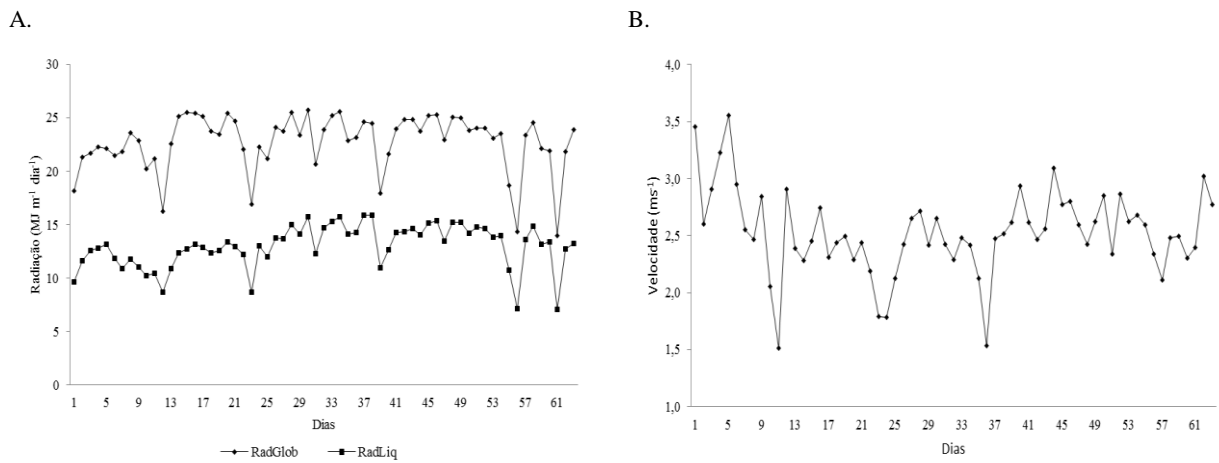 A.
B.
Radiação (MJ m⁻¹ dia⁻¹)
30
25
20
15
10
5
0
1 5 9 13 17 21 25 29 33 37 41 45 49 53 57 61
Dias
RadGlob RadLiq
Velocidade (ms⁻¹)
4,0
3,5
3,0
2,5
2,0
1,5
1,0
1 5 9 13 17 21 25 29 33 37 41 45 49 53 57 61
Dias